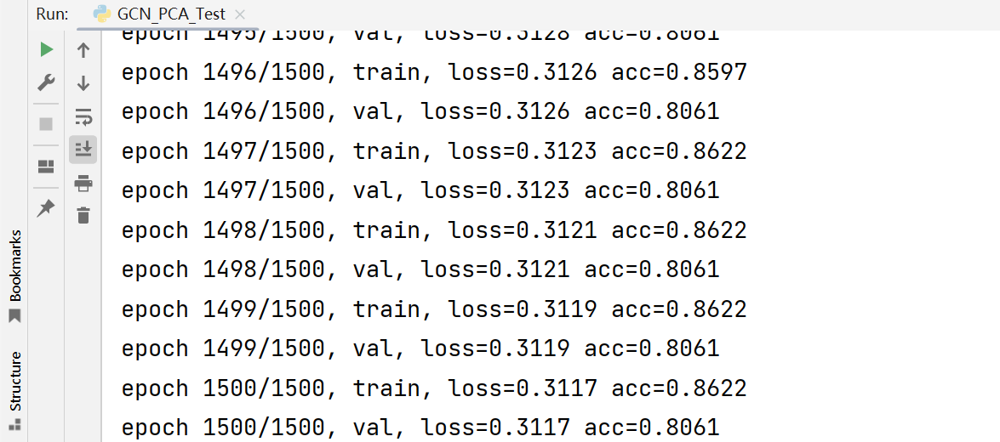 Run: GCN_PCA_Test
epoch 1495/1500, val, loss=0.3128 acc=0.8061
epoch 1496/1500, train, loss=0.3126 acc=0.8597
epoch 1496/1500, val, loss=0.3126 acc=0.8061
epoch 1497/1500, train, loss=0.3123 acc=0.8622
epoch 1497/1500, val, loss=0.3123 acc=0.8061
epoch 1498/1500, train, loss=0.3121 acc=0.8622
epoch 1498/1500, val, loss=0.3121 acc=0.8061
epoch 1499/1500, train, loss=0.3119 acc=0.8622
epoch 1499/1500, val, loss=0.3119 acc=0.8061
epoch 1500/1500, train, loss=0.3117 acc=0.8622
epoch 1500/1500, val, loss=0.3117 acc=0.8061
Bookmarks
Structure